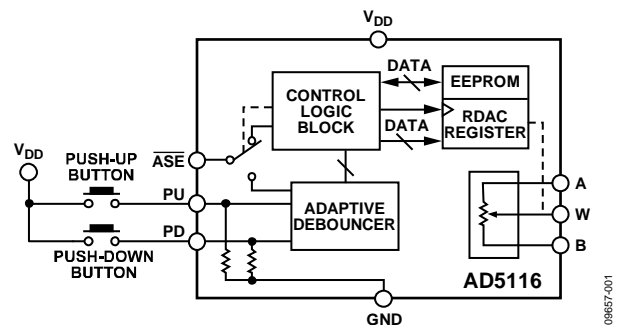 VDD
DATA
EEPROM
CONTROL
LOGIC
BLOCK
RDAC
REGISTER
DATA
VDD
PUSH-UP
BUTTON
ASE
PU
ADAPTIVE
DEBOUNCER
PD
PUSH-DOWN
BUTTON
A
W
B
AD5116
GND
09657-001